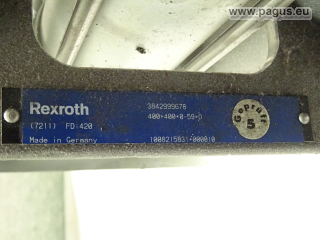 www.pagus.eu
Rexroth
3842999678
400*400*0-59*0
(7211) FD-420
Made in Germany
1008215831-000010
Geprüft
5